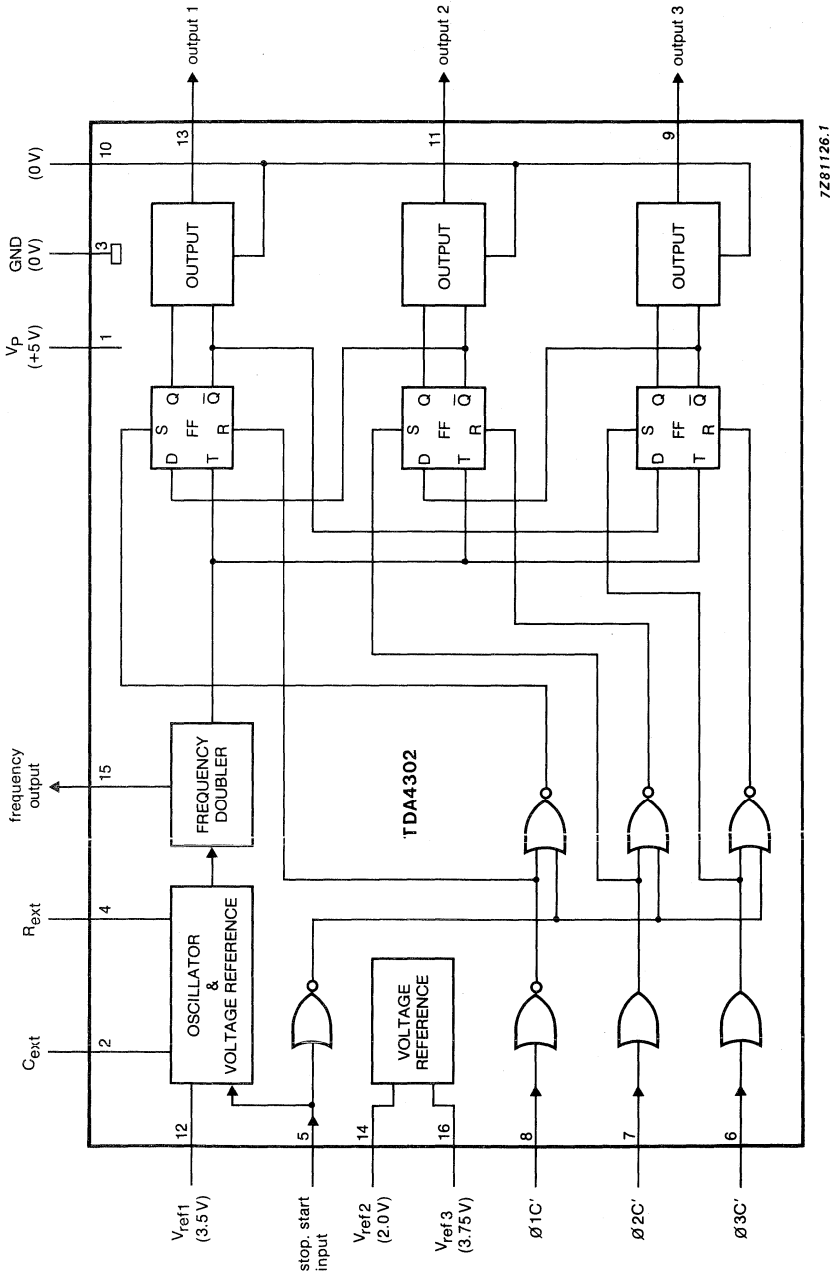 V_ref1
(3.5 V)
stop. start
input
V_ref2
(2.0 V)
V_ref3
(3.75 V)
Ø1C'
Ø2C'
Ø3C'
12
5
14
16
8
7
6
C_ext
2
R_ext
4
frequency
output
15
V_P
(+5 V)
1
GND
(0 V)
3
(0 V)
10
OSCILLATOR
&
VOLTAGE REFERENCE
FREQUENCY
DOUBLER
VOLTAGE
REFERENCE
TDA4302
D
S
Q
FF
T
R
Q̅
OUTPUT
13
output 1
D
S
Q
FF
T
R
Q̅
OUTPUT
11
output 2
D
S
Q
FF
T
R
Q̅
OUTPUT
9
output 3
7Z81126.1